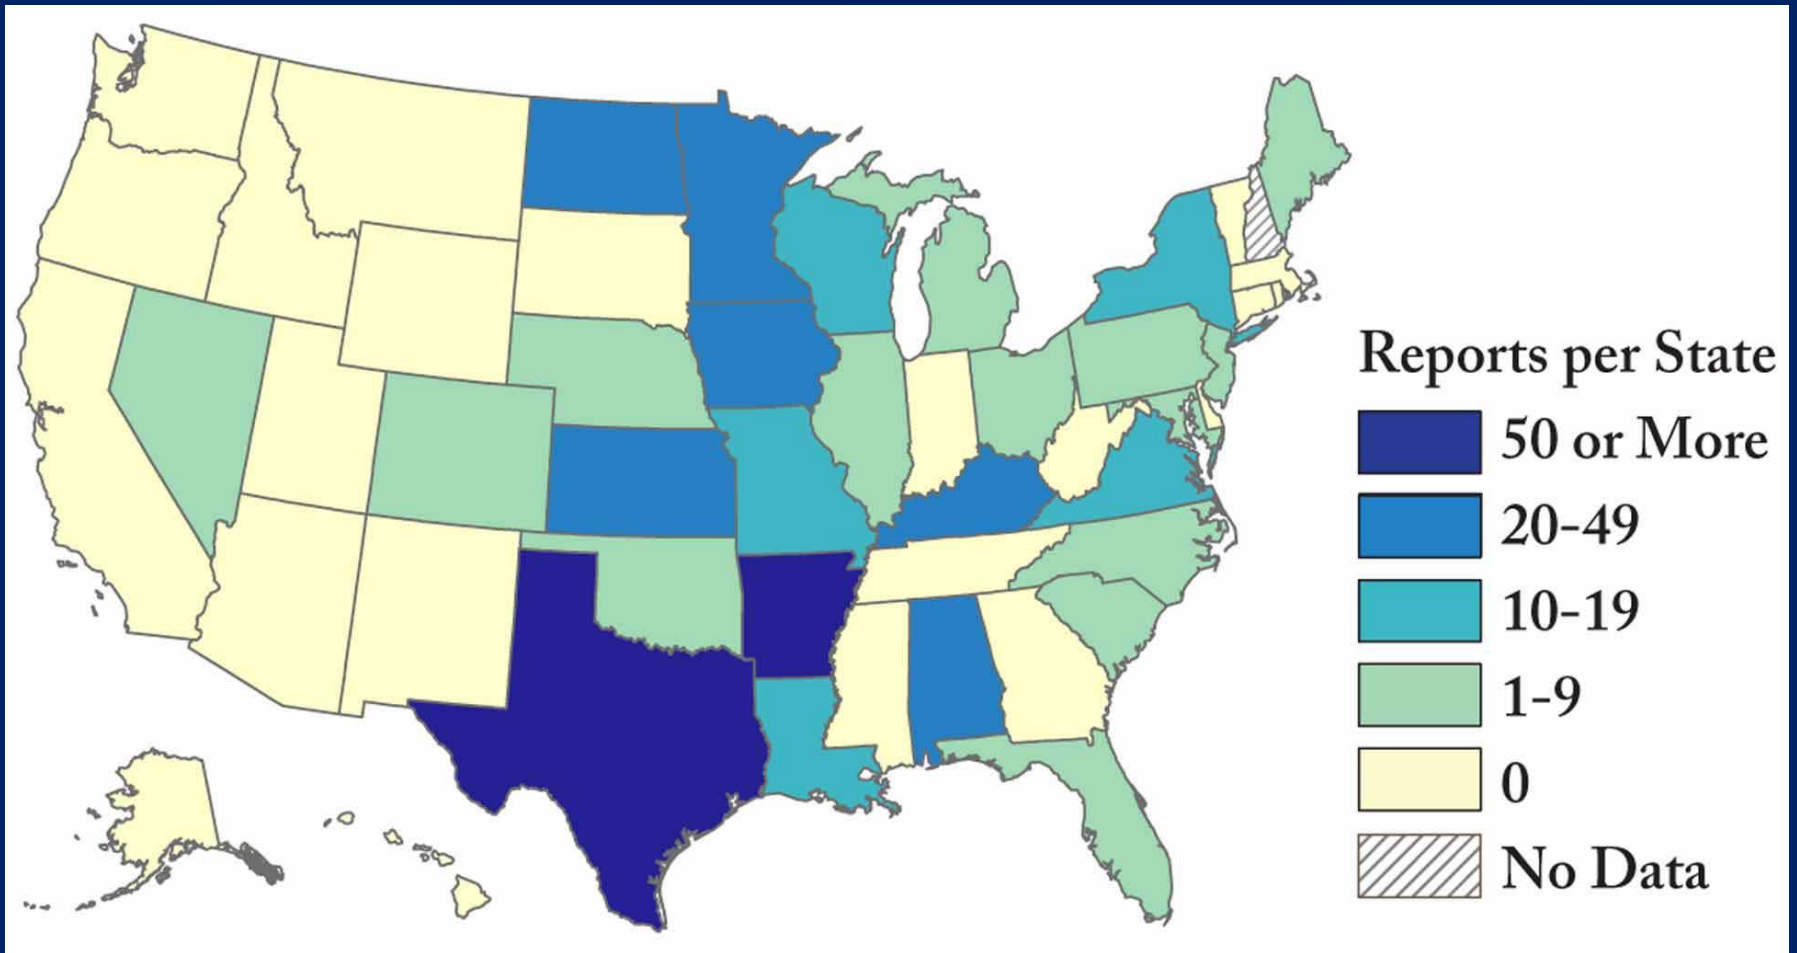 Reports per State
50 or More
20-49
10-19
1-9
0
No Data